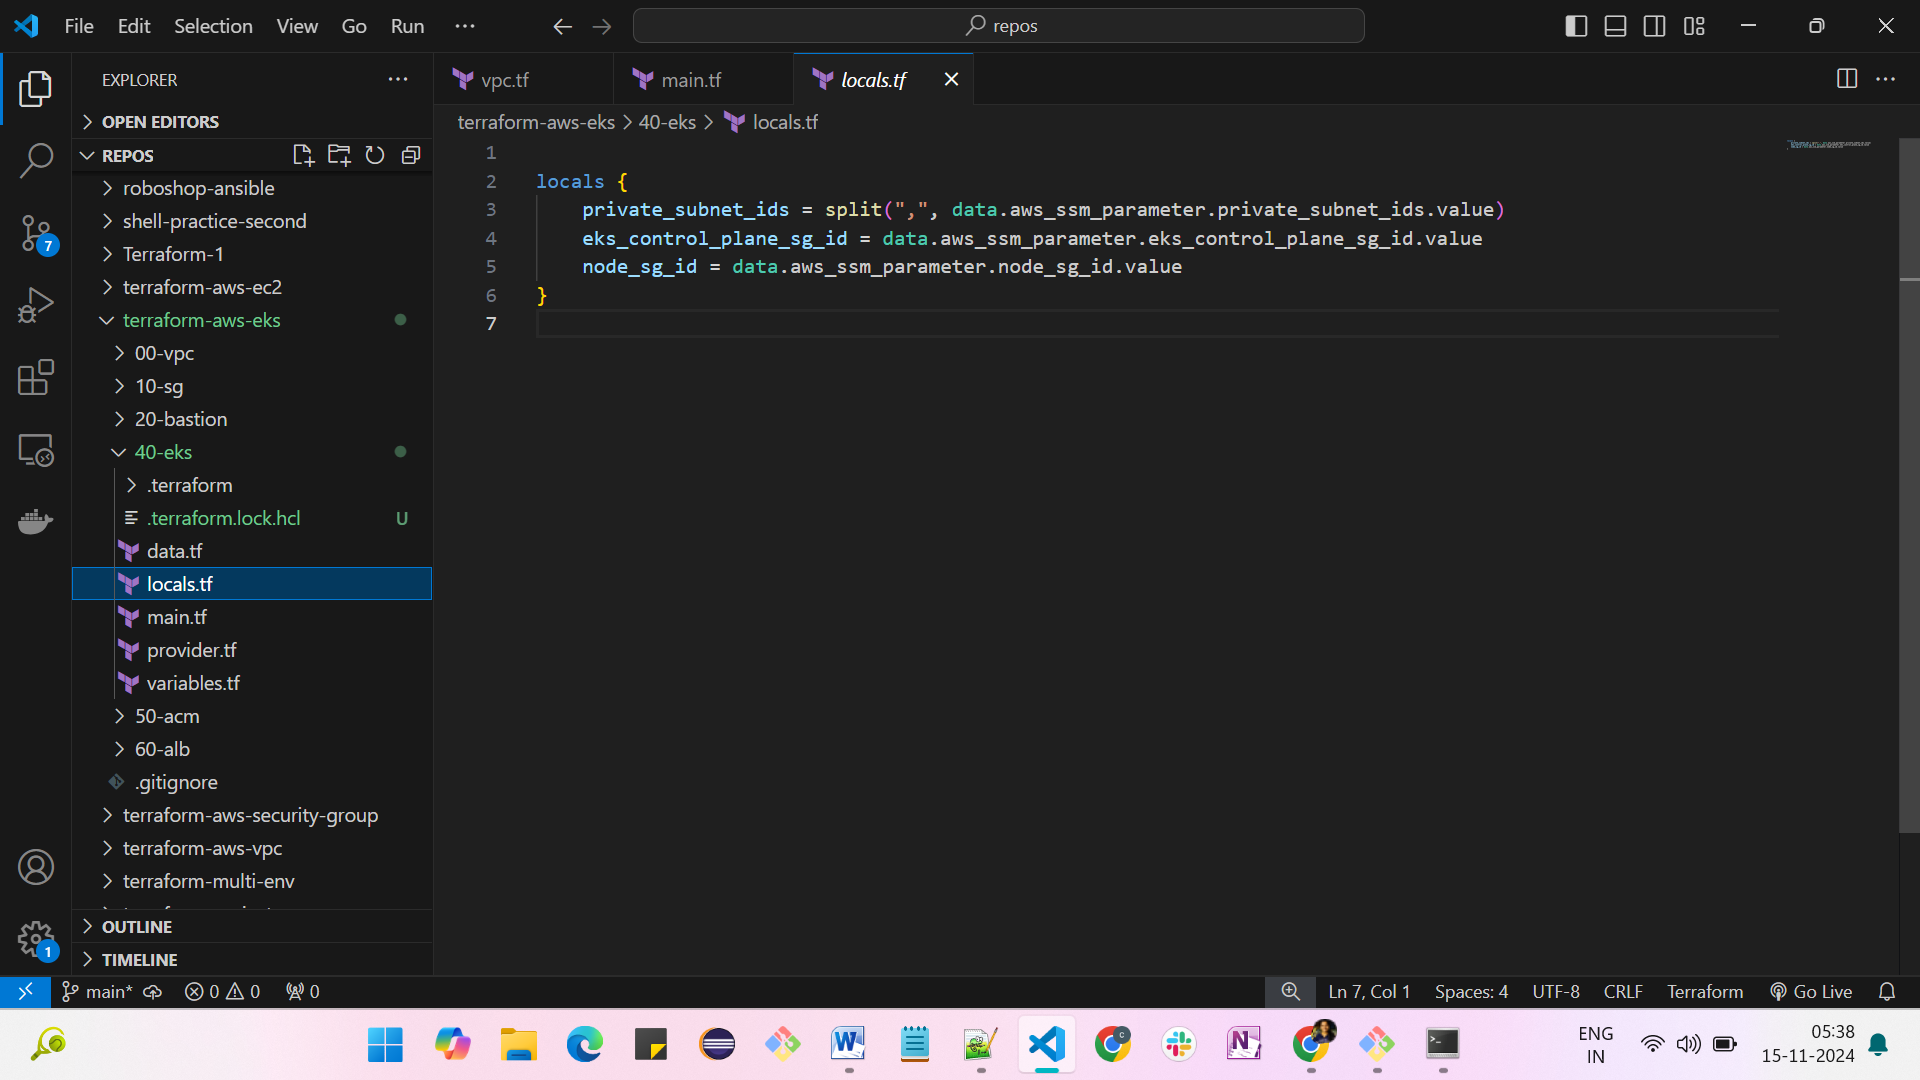 File Edit Selection View Go Run ···
repos
EXPLORER
vpc.tf
main.tf
locals.tf
OPEN EDITORS
terraform-aws-eks > 40-eks > locals.tf
REPOS
roboshop-ansible
shell-practice-second
Terraform-1
terraform-aws-ec2
terraform-aws-eks
00-vpc
10-sg
20-bastion
40-eks
.terraform
.terraform.lock.hcl U
data.tf
locals.tf
main.tf
provider.tf
variables.tf
50-acm
60-alb
.gitignore
terraform-aws-security-group
terraform-aws-vpc
terraform-multi-env
OUTLINE
TIMELINE
7
1
1
2 locals {
3 private_subnet_ids = split(",", data.aws_ssm_parameter.private_subnet_ids.value)
4 eks_control_plane_sg_id = data.aws_ssm_parameter.eks_control_plane_sg_id.value
5 node_sg_id = data.aws_ssm_parameter.node_sg_id.value
6 }
7
main* 0 0 0
Ln 7, Col 1 Spaces: 4 UTF-8 CRLF Terraform Go Live
ENG
IN
05:38
15-11-2024